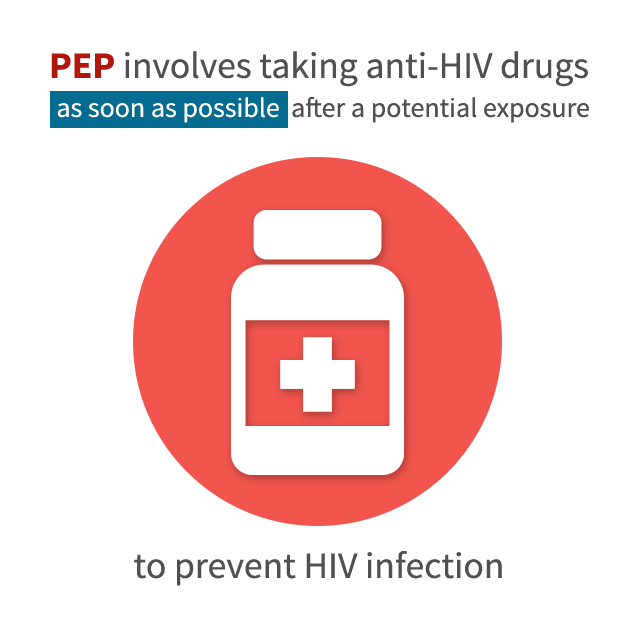 PEP involves taking anti-HIV drugs
as soon as possible after a potential exposure
to prevent HIV infection